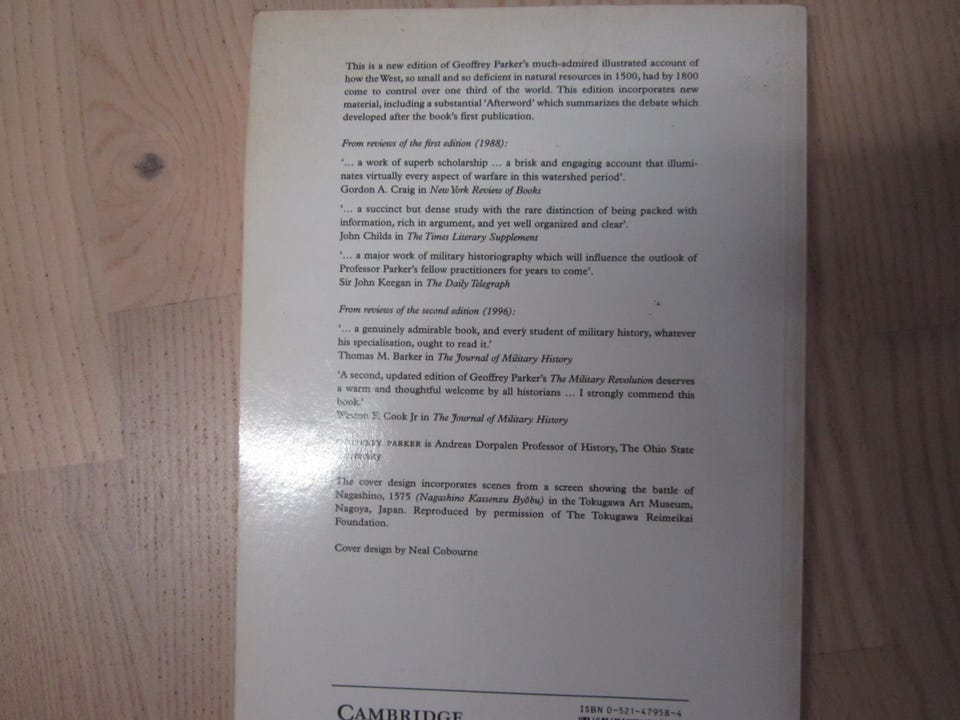 This is a new edition of Geoffrey Parker's much-admired illustrated account of
how the West, so small and so deficient in natural resources in 1500, had by 1800
come to control over one third of the world. This edition incorporates new
material, including a substantial 'Afterword' which summarizes the debate which
developed after the book's first publication.
From reviews of the first edition (1988):
'... a work of superb scholarship ... a brisk and engaging account that illumi-
nates virtually every aspect of warfare in this watershed period'.
Gordon A. Craig in New York Review of Books
'... a succinct but dense study with the rare distinction of being packed with
information, rich in argument, and yet well organized and clear'.
John Childs in The Times Literary Supplement
'... a major work of military historiography which will influence the outlook of
Professor Parker's fellow practitioners for years to come'.
Sir John Keegan in The Daily Telegraph
From reviews of the second edition (1996):
'... a genuinely admirable book, and every student of military history, whatever
his specialisation, ought to read it.'
Thomas M. Barker in The Journal of Military History
'A second, updated edition of Geoffrey Parker's The Military Revolution deserves
a warm and thoughtful welcome by all historians ... I strongly commend this
book.'
Weston F. Cook Jr in The Journal of Military History
PARKER is Andreas Dorpalen Professor of History, The Ohio State
The cover design incorporates scenes from a screen showing the battle of
Nagashino, 1575 (Nagashino Kassenzu Byōbu) in the Tokugawa Art Museum,
Nagoya, Japan. Reproduced by permission of The Tokugawa Reimeikai
Foundation.
Cover design by Neal Cobourne
CAMBRIDGE
ISBN 0-521-47958-4